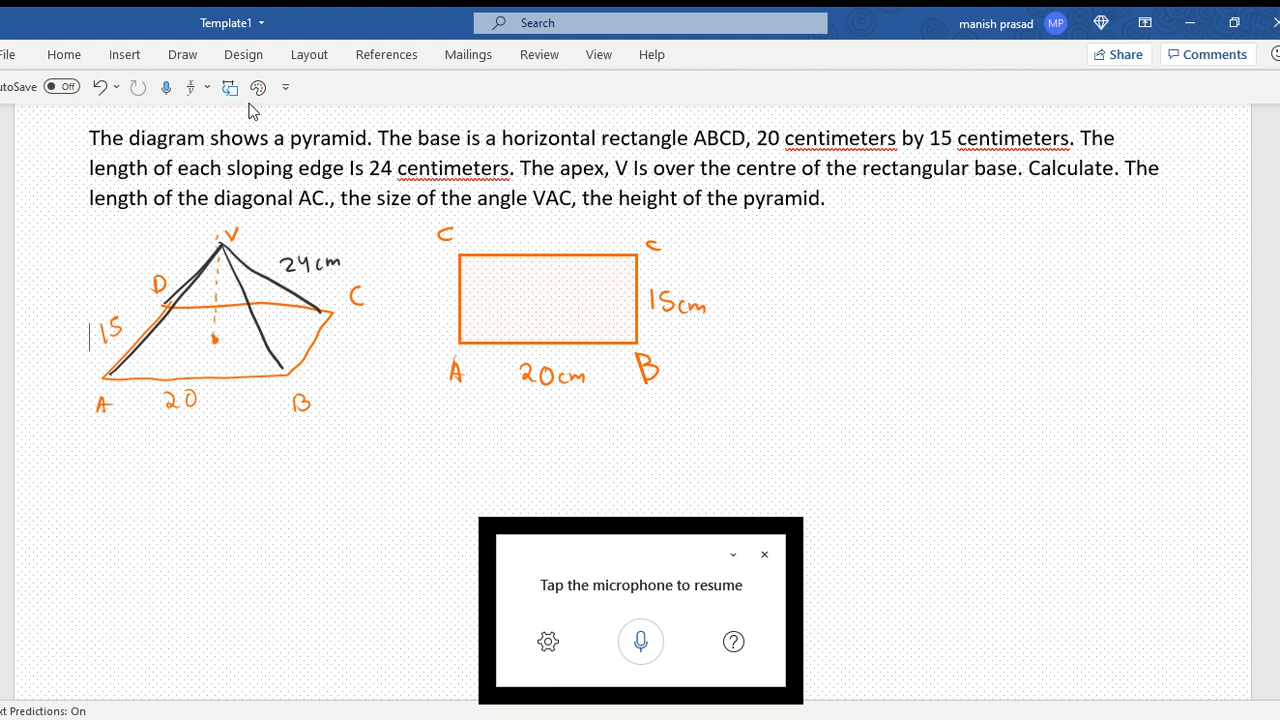 Template1
Search
manish prasad
MP
File Home Insert Draw Design Layout References Mailings Review View Help
Share
Comments
AutoSave Off
The diagram shows a pyramid. The base is a horizontal rectangle ABCD, 20 centimeters by 15 centimeters. The
length of each sloping edge Is 24 centimeters. The apex, V Is over the centre of the rectangular base. Calculate. The
length of the diagonal AC., the size of the angle VAC, the height of the pyramid.
V
24cm
D
C
15
A
20
B
C
c
15cm
A
20cm
B
Tap the microphone to resume
xt Predictions: On